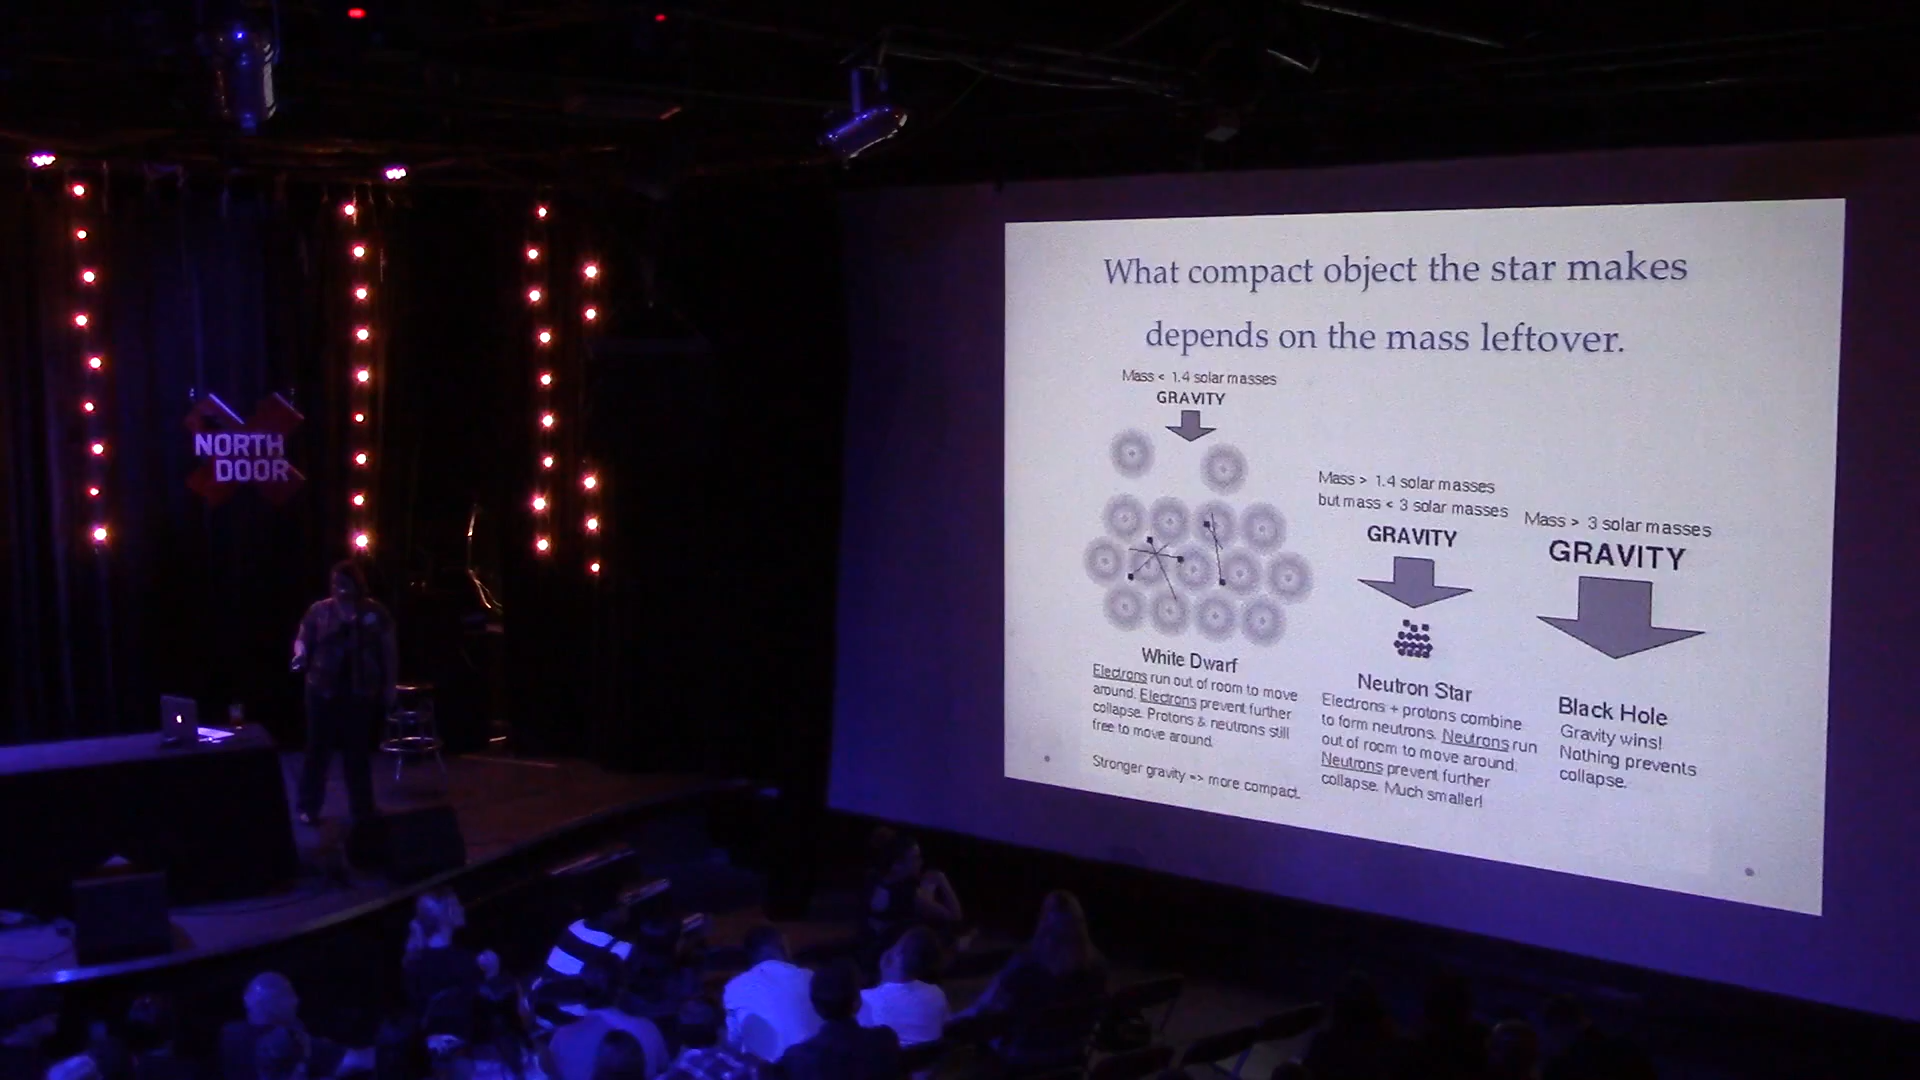 NORTH
DOOR
What compact object the star makes
depends on the mass leftover.
Mass < 1.4 solar masses
GRAVITY
White Dwarf
Electrons run out of room to move
around. Electrons prevent further
collapse. Protons & neutrons still
free to move around.
Stronger gravity => more compact.
Mass > 1.4 solar masses
but mass < 3 solar masses
GRAVITY
Neutron Star
Electrons + protons combine
to form neutrons. Neutrons run
out of room to move around.
Neutrons prevent further
collapse. Much smaller!
Mass > 3 solar masses
GRAVITY
Black Hole
Gravity wins!
Nothing prevents
collapse.